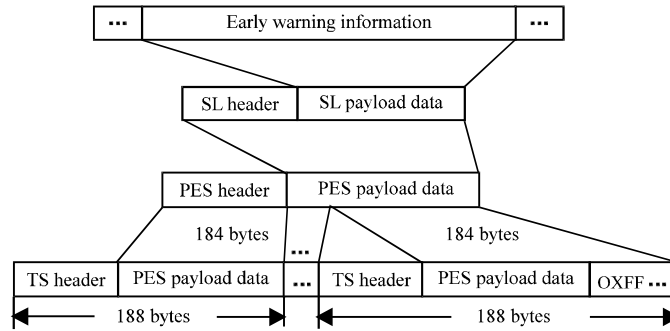 ... Early warning information ...
SL header SL payload data
PES header PES payload data
184 bytes ... 184 bytes
TS header PES payload data ... TS header PES payload data OXFF ...
188 bytes 188 bytes